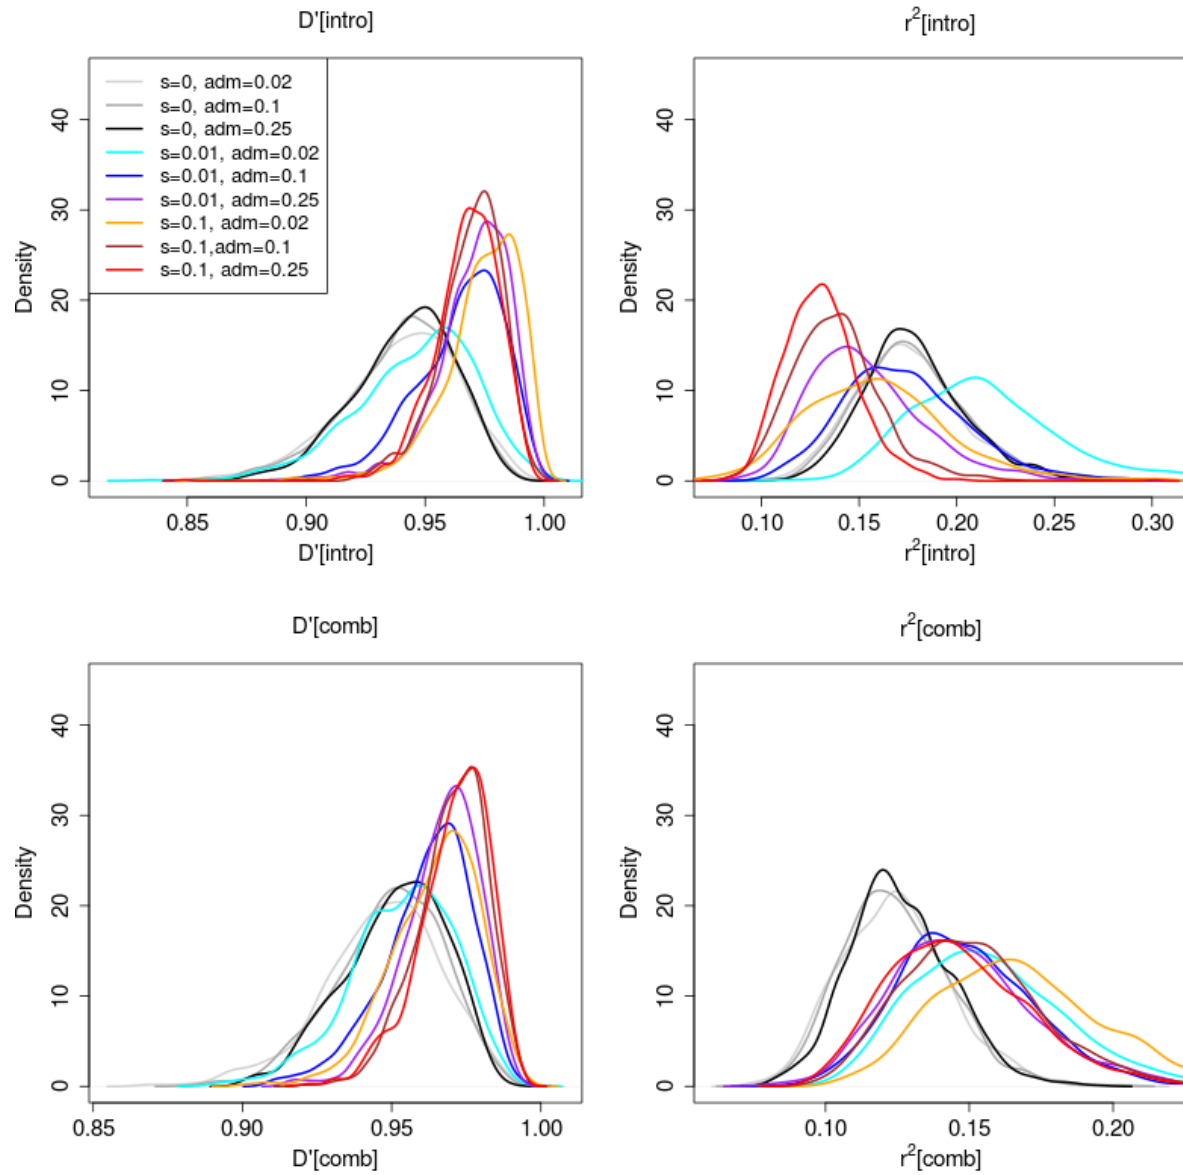 D'[intro]
s=0, adm=0.02
s=0, adm=0.1
s=0, adm=0.25
s=0.01, adm=0.02
s=0.01, adm=0.1
s=0.01, adm=0.25
s=0.1, adm=0.02
s=0.1,adm=0.1
s=0.1, adm=0.25
Density
0 10 20 30 40
0.85 0.90 0.95 1.00
D'[intro]
r²[intro]
Density
0 10 20 30 40
0.10 0.15 0.20 0.25 0.30
r²[intro]
D'[comb]
Density
0 10 20 30 40
0.85 0.90 0.95 1.00
D'[comb]
r²[comb]
Density
0 10 20 30 40
0.10 0.15 0.20
r²[comb]